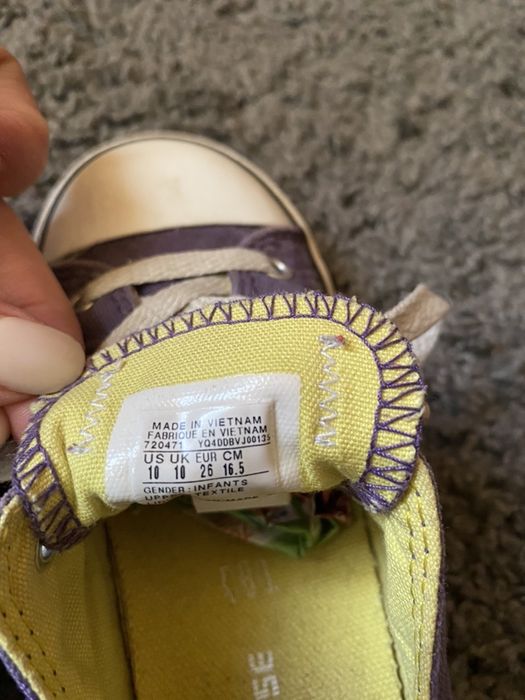 MADE IN VIETNAM
FABRIQUE EN VIETNAM
720471 YQ4DDBVJ00135
US UK EUR CM
10 10 26 16.5
GENDER : INFANTS
TEXTILE